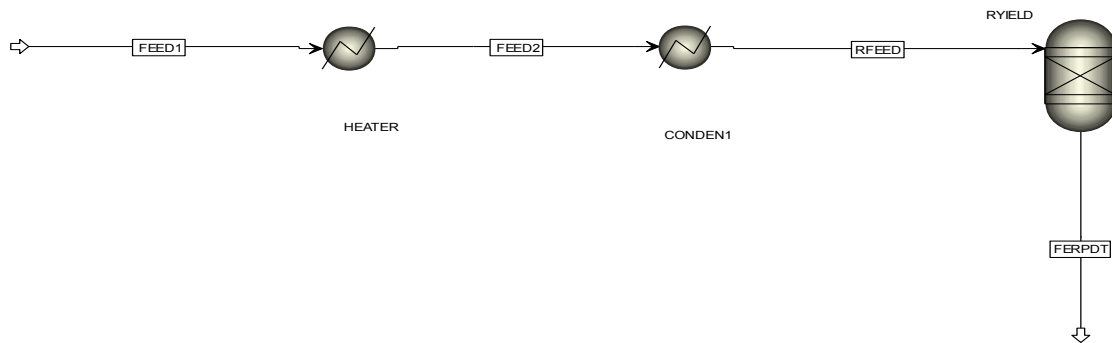 RYIELD
FEED1
FEED2
RFEED
HEATER
CONDEN1
FERPDT